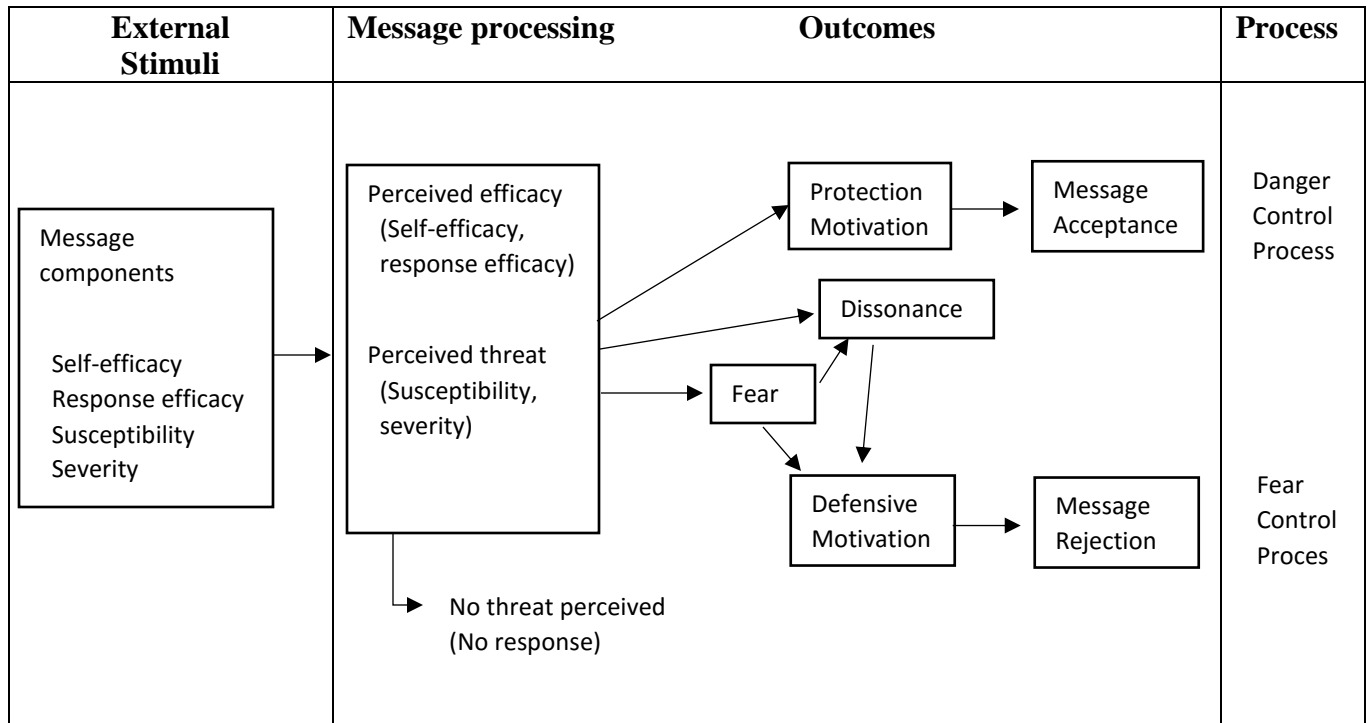 External
Stimuli
Message processing
Outcomes
Process
Message
components
Self-efficacy
Response efficacy
Susceptibility
Severity
Perceived efficacy
(Self-efficacy,
response efficacy)
Perceived threat
(Susceptibility,
severity)
No threat perceived
(No response)
Protection
Motivation
Message
Acceptance
Dissonance
Fear
Defensive
Motivation
Message
Rejection
Danger
Control
Process
Fear
Control
Proces